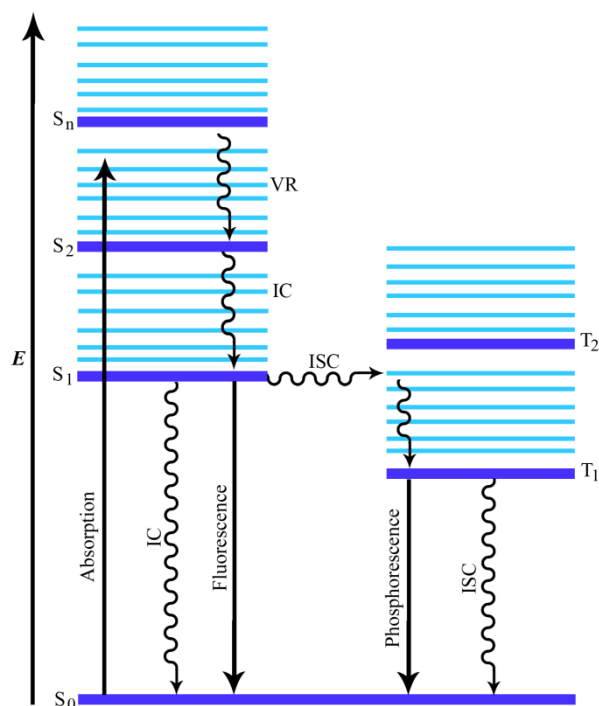 Sn
VR
S2
IC
T2
E
S1
ISC
T1
Absorption
IC
Fluorescence
Phosphorescence
ISC
S0